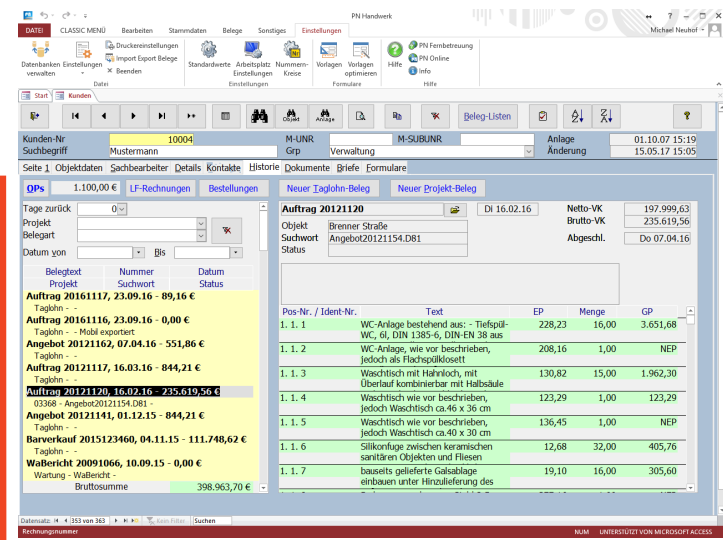 PN Handwerk
DATEI CLASSIC MENÜ Bearbeiten Stammdaten Belege Sonstiges Einstellungen Michael Neuhof
Datenbanken verwalten
Einstellungen
Druckereinstellungen
Import Export Belege
Beenden
Standardwerte
Arbeitsplatz Einstellungen
Nummern-Kreise
Vorlagen
Vorlagen optimieren
Hilfe
PN Fernbetreuung
PN Online
Info
Datei Einstellungen Formulare Hilfe
Start Kunden
Objekt Anlage Beleg-Listen
Kunden-Nr 10004 M-UNR M-SUBUNR Anlage 01.10.07 15:19
Suchbegriff Mustermann Grp Verwaltung Änderung 15.05.17 15:05
Seite 1 Objektdaten Sachbearbeiter Details Kontakte Historie Dokumente Briefe Formulare
OPs 1.100,00 € LF-Rechnungen Bestellungen Neuer Taglohn-Beleg Neuer Projekt-Beleg
Tage zurück 0
Projekt
Belegart
Datum von Bis
Belegtext Nummer Datum
Projekt Suchwort Status
Auftrag 20161117, 23.09.16 - 89,16 €
Taglohn - -
Auftrag 20161116, 23.09.16 - 0,00 €
Taglohn - - Mobil exportiert
Angebot 20121162, 07.04.16 - 551,86 €
Taglohn - -
Auftrag 20121117, 16.03.16 - 844,21 €
Taglohn - -
Auftrag 20121120, 16.02.16 - 235.619,56 €
03368 - Angebot20121154.D81 -
Angebot 20121141, 01.12.15 - 844,21 €
Taglohn - -
Barverkauf 2015123460, 04.11.15 - 111.748,62 €
Taglohn - -
WaBericht 20091066, 10.09.15 - 0,00 €
Wartung - WaBericht -
Bruttosumme 398.963,70 €
Auftrag 20121120 Di 16.02.16 Netto-VK 197.999,63
Brutto-VK 235.619,56
Objekt Brenner Straße
Suchwort Angebot20121154.D81 Abgeschl. Do 07.04.16
Status
Pos-Nr. / Ident-Nr. Text EP Menge GP
1. 1. 1 WC-Anlage bestehend aus: - Tiefspül- 228,23 16,00 3.651,68
WC, 6l, DIN 1385-6, DIN-EN 38 aus
1. 1. 2 WC-Anlage, wie vor beschrieben, 208,16 1,00 NEP
jedoch als Flachspülklosett
1. 1. 3 Waschtisch mit Hahnloch, mit 130,82 15,00 1.962,30
Überlauf kombinierbar mit Halbsäule
1. 1. 4 Waschtisch wie vor beschrieben, 123,29 1,00 123,29
jedoch Waschtisch ca.46 x 36 cm
1. 1. 5 Waschtisch wie vor beschrieben, 136,45 1,00 NEP
jedoch Waschtisch ca.40 x 30 cm
1. 1. 6 Silikonfuge zwischen keramischen 12,68 32,00 405,76
sanitären Objekten und Fliesen
1. 1. 7 bauseits gelieferte Galsablage 19,10 16,00 305,60
einbauen unter Hinzulieferung des
Datensatz: 353 von 363 Kein Filter Suchen
Rechnungsnummer NUM UNTERSTÜTZT VON MICROSOFT ACCESS